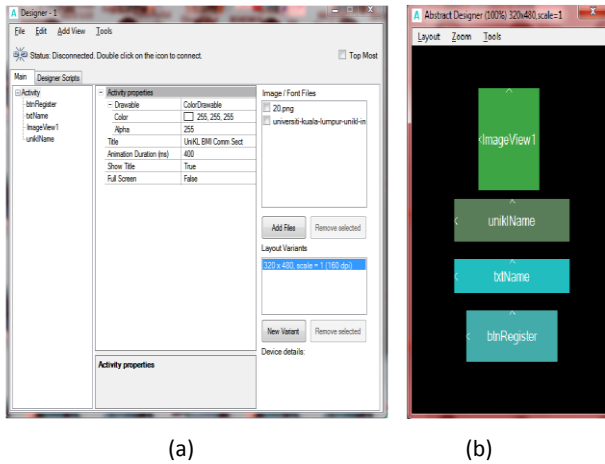 Designer - 1
File Edit Add View Tools
Status: Disconnected. Double click on the icon to connect.
Top Most
Main Designer Scripts
Activity
btnRegister
txtName
ImageView1
uniklName
Activity properties
Drawable ColorDrawable
Color 255, 255, 255
Alpha 255
Title UniKL BMI Comm Sect
Animation Duration (ms) 400
Show Title True
Full Screen False
Activity properties
Image / Font Files
20.png
universiti-kuala-lumpur-unikl-in
Add Files Remove selected
Layout Variants
320 x 480, scale = 1 (160 dpi)
New Variant Remove selected
Device details:
(a)
Abstract Designer (100%) 320x480,scale=1
Layout Zoom Tools
ImageView1
uniklName
txtName
btnRegister
(b)